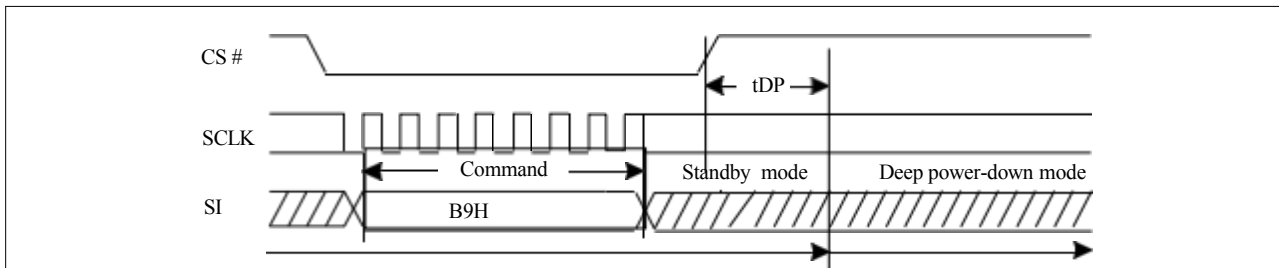 CS #
tDP
SCLK
Command
Standby mode
Deep power-down mode
SI
B9H